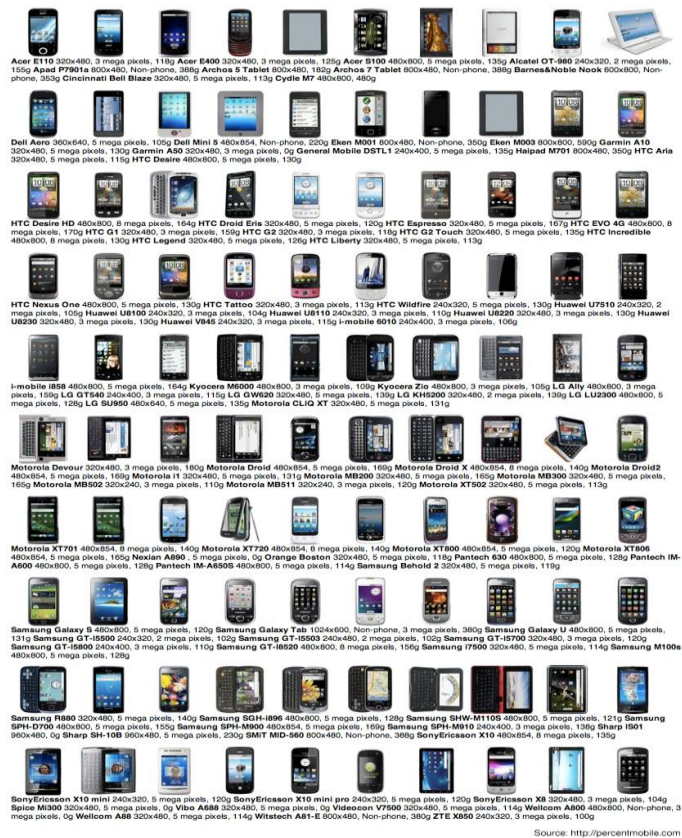 Acer E110 320x480, 3 mega pixels, 118g Acer E400 320x480, 3 mega pixels, 125g Acer S100 480x800, 5 mega pixels, 135g Alcatel OT-980 240x320, 2 mega pixels,
155g Apad P7901a 800x480, Non-phone, 388g Archos 5 Tablet 800x480, 182g Archos 7 Tablet 800x480, Non-phone, 388g Barnes&Noble Nook 600x800, Non-
phone, 353g Cincinnati Bell Blaze 320x480, 5 mega pixels, 113g Cydle M7 480x800, 480g
Dell Aero 360x640, 5 mega pixels, 105g Dell Mini 5 480x854, Non-phone, 220g Eken M001 800x480, Non-phone, 350g Eken M003 800x800, 590g Garmin A10
320x480, 5 mega pixels, 130g Garmin A50 320x480, 3 mega pixels, 0g General Mobile DSTL1 240x400, 5 mega pixels, 135g Haipad M701 800x480, 350g HTC Aria
320x480, 5 mega pixels, 115g HTC Desire 480x800, 5 mega pixels, 130g
HTC Desire HD 480x800, 8 mega pixels, 164g HTC Droid Eris 320x480, 5 mega pixels, 120g HTC Espresso 320x480, 5 mega pixels, 167g HTC EVO 4G 480x800, 8
mega pixels, 170g HTC G1 320x480, 3 mega pixels, 159g HTC G2 320x480, 3 mega pixels, 118g HTC G2 Touch 320x480, 5 mega pixels, 135g HTC Incredible
480x800, 8 mega pixels, 130g HTC Legend 320x480, 5 mega pixels, 126g HTC Liberty 320x480, 5 mega pixels, 113g
HTC Nexus One 480x800, 5 mega pixels, 130g HTC Tattoo 320x480, 3 mega pixels, 113g HTC Wildfire 240x320, 5 mega pixels, 130g Huawei U7510 240x320, 2
mega pixels, 105g Huawei U8100 240x320, 3 mega pixels, 104g Huawei U8110 240x320, 3 mega pixels, 110g Huawei U8220 320x480, 3 mega pixels, 130g Huawei
U8230 320x480, 3 mega pixels, 130g Huawei V845 240x320, 3 mega pixels, 115g i-mobile 6010 240x400, 3 mega pixels, 106g
i-mobile i858 480x800, 5 mega pixels, 164g Kyocera M6000 480x800, 3 mega pixels, 109g Kyocera Zio 480x800, 3 mega pixels, 105g LG Ally 480x800, 3 mega
pixels, 159g LG GT540 240x400, 3 mega pixels, 115g LG GW620 320x480, 5 mega pixels, 139g LG KH5200 320x480, 2 mega pixels, 139g LG LU2300 480x800, 5
mega pixels, 128g LG SU950 480x640, 5 mega pixels, 135g Motorola CLIQ XT 320x480, 5 mega pixels, 131g
Motorola Devour 320x480, 3 mega pixels, 180g Motorola Droid 480x854, 5 mega pixels, 169g Motorola Droid X 480x854, 8 mega pixels, 140g Motorola Droid2
480x854, 5 mega pixels, 169g Motorola i1 320x480, 5 mega pixels, 131g Motorola MB200 320x480, 5 mega pixels, 165g Motorola MB300 320x480, 5 mega pixels,
165g Motorola MB502 320x240, 3 mega pixels, 110g Motorola MB511 320x240, 3 mega pixels, 120g Motorola XT502 320x480, 5 mega pixels, 113g
Motorola XT701 480x854, 8 mega pixels, 140g Motorola XT720 480x854, 8 mega pixels, 140g Motorola XT800 480x854, 5 mega pixels, 120g Motorola XT806
480x854, 5 mega pixels, 165g Nexian A890 , 5 mega pixels, 0g Orange Boston 320x480, 5 mega pixels, 118g Pantech 630 480x800, 5 mega pixels, 128g Pantech IM-
A600 480x800, 5 mega pixels, 128g Pantech IM-A650S 480x800, 5 mega pixels, 114g Samsung Behold 2 320x480, 5 mega pixels, 119g
Samsung Galaxy S 480x800, 5 mega pixels, 120g Samsung Galaxy Tab 1024x600, Non-phone, 3 mega pixels, 380g Samsung Galaxy U 480x800, 5 mega pixels,
131g Samsung GT-I5500 240x320, 2 mega pixels, 102g Samsung GT-I5503 240x480, 2 mega pixels, 102g Samsung GT-I5700 320x480, 3 mega pixels, 120g
Samsung GT-I5800 240x400, 3 mega pixels, 110g Samsung GT-I8520 480x800, 8 mega pixels, 156g Samsung i7500 320x480, 5 mega pixels, 114g Samsung M100s
480x800, 5 mega pixels, 128g
Samsung R880 320x480, 5 mega pixels, 140g Samsung SGH-i896 480x800, 5 mega pixels, 128g Samsung SHW-M110S 480x800, 5 mega pixels, 121g Samsung
SPH-D700 480x800, 5 mega pixels, 155g Samsung SPH-M900 480x854, 5 mega pixels, 169g Samsung SPH-M910 240x400, 3 mega pixels, 136g Sharp IS01
960x480, 0g Sharp SH-10B 960x480, 5 mega pixels, 230g SMiT MID-560 800x480, Non-phone, 388g SonyEricsson X10 480x854, 8 mega pixels, 135g
SonyEricsson X10 mini 240x320, 5 mega pixels, 120g SonyEricsson X10 mini pro 240x320, 5 mega pixels, 120g SonyEricsson X8 320x480, 3 mega pixels, 104g
Spice Mi300 320x480, 5 mega pixels, 0g Vibo A688 320x480, 5 mega pixels, 0g Videocon V7500 320x480, 5 mega pixels, 114g Wellcom A800 480x800, Non-phone, 3
mega pixels, 0g Wellcom A88 320x480, 5 mega pixels, 114g Witstech A81-E 800x480, Non-phone, 380g ZTE X850 240x320, 3 mega pixels, 100g
Source: http://percentmobile.com